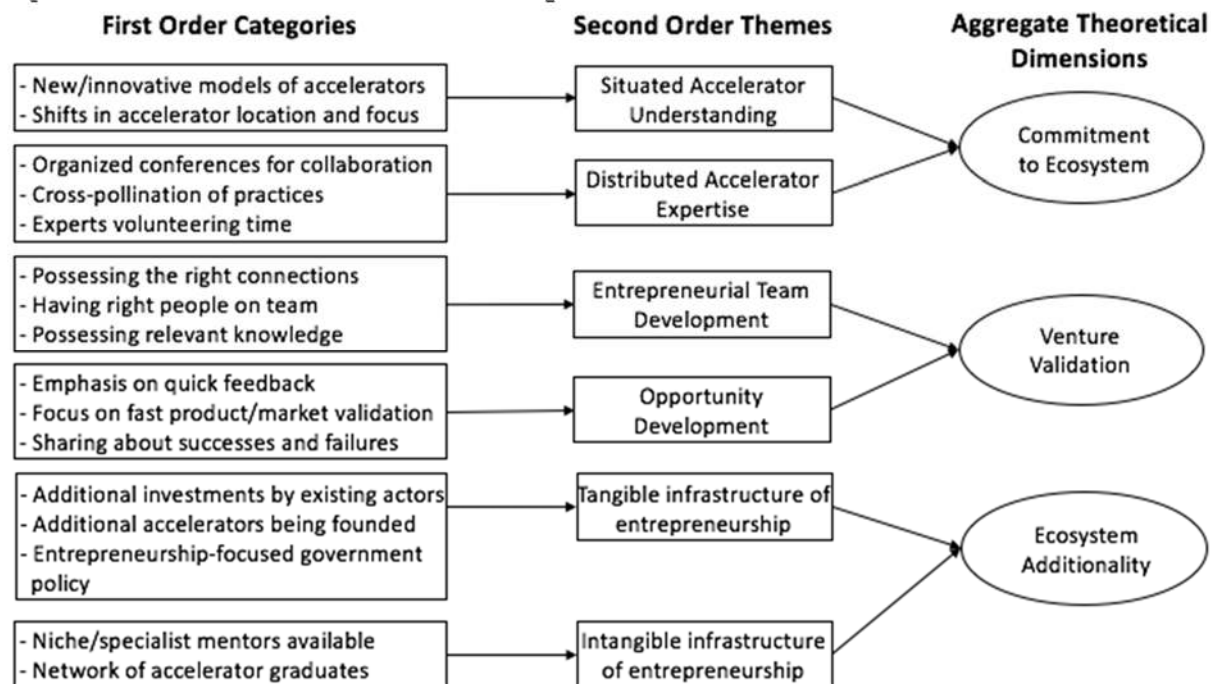 First Order Categories
Second Order Themes
Aggregate Theoretical
Dimensions
- New/innovative models of accelerators
- Shifts in accelerator location and focus
Situated Accelerator
Understanding
Commitment
to Ecosystem
- Organized conferences for collaboration
- Cross-pollination of practices
- Experts volunteering time
Distributed Accelerator
Expertise
- Possessing the right connections
- Having right people on team
- Possessing relevant knowledge
Entrepreneurial Team
Development
Venture
Validation
- Emphasis on quick feedback
- Focus on fast product/market validation
- Sharing about successes and failures
Opportunity
Development
- Additional investments by existing actors
- Additional accelerators being founded
- Entrepreneurship-focused government
policy
Tangible infrastructure of
entrepreneurship
Ecosystem
Additionality
- Niche/specialist mentors available
- Network of accelerator graduates
Intangible infrastructure
of entrepreneurship